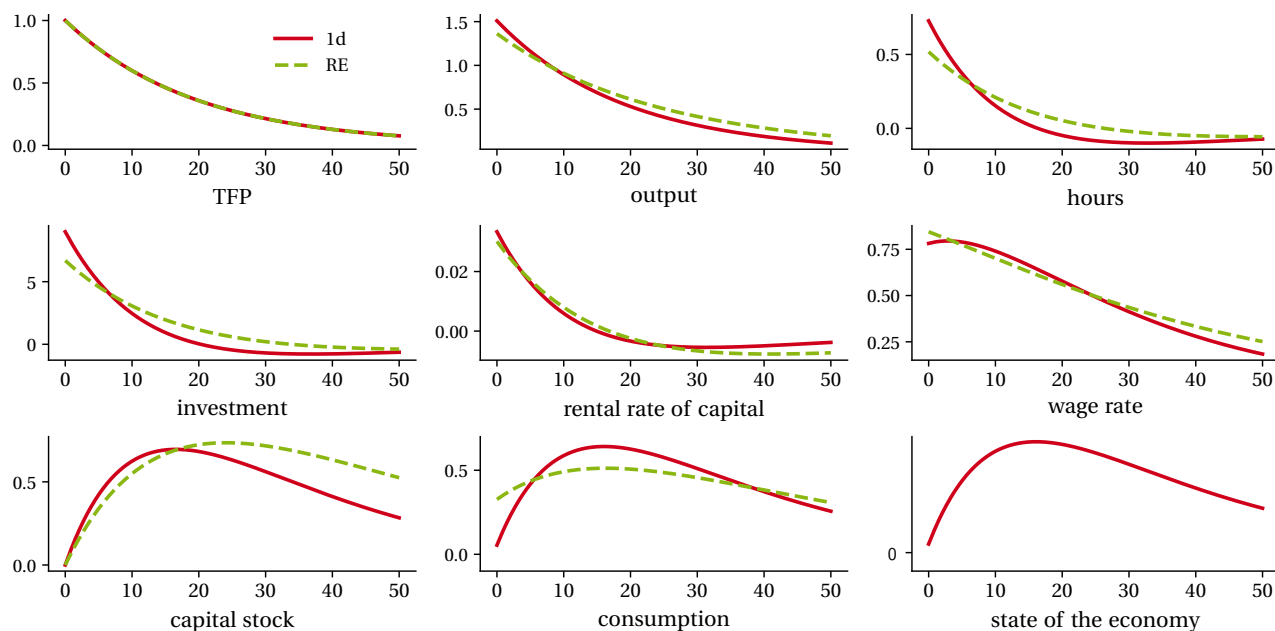 1.0
0.5
0.0
0 10 20 30 40 50
TFP
1d
RE
1.5
1.0
0.5
0 10 20 30 40 50
output
0.5
0.0
0 10 20 30 40 50
hours
5
0
0 10 20 30 40 50
investment
0.02
0.00
0 10 20 30 40 50
rental rate of capital
0.75
0.50
0.25
0 10 20 30 40 50
wage rate
0.5
0.0
0 10 20 30 40 50
capital stock
0.5
0.0
0 10 20 30 40 50
consumption
0
0 10 20 30 40 50
state of the economy